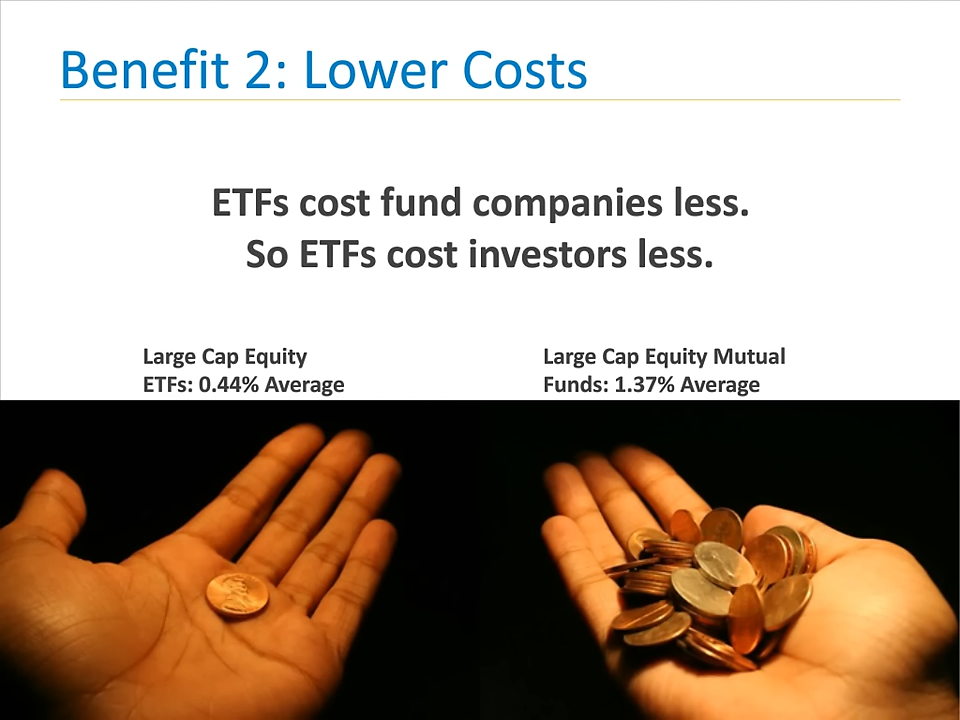 Benefit 2: Lower Costs
ETFs cost fund companies less.
So ETFs cost investors less.
Large Cap Equity
ETFs: 0.44% Average
Large Cap Equity Mutual
Funds: 1.37% Average